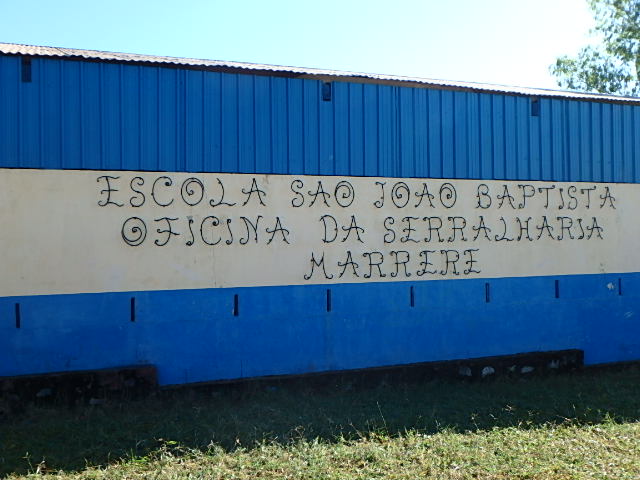 ESCOLA SAO JOAO BAPTISTA
OFICINA DA SERRALHARIA
MARRERE